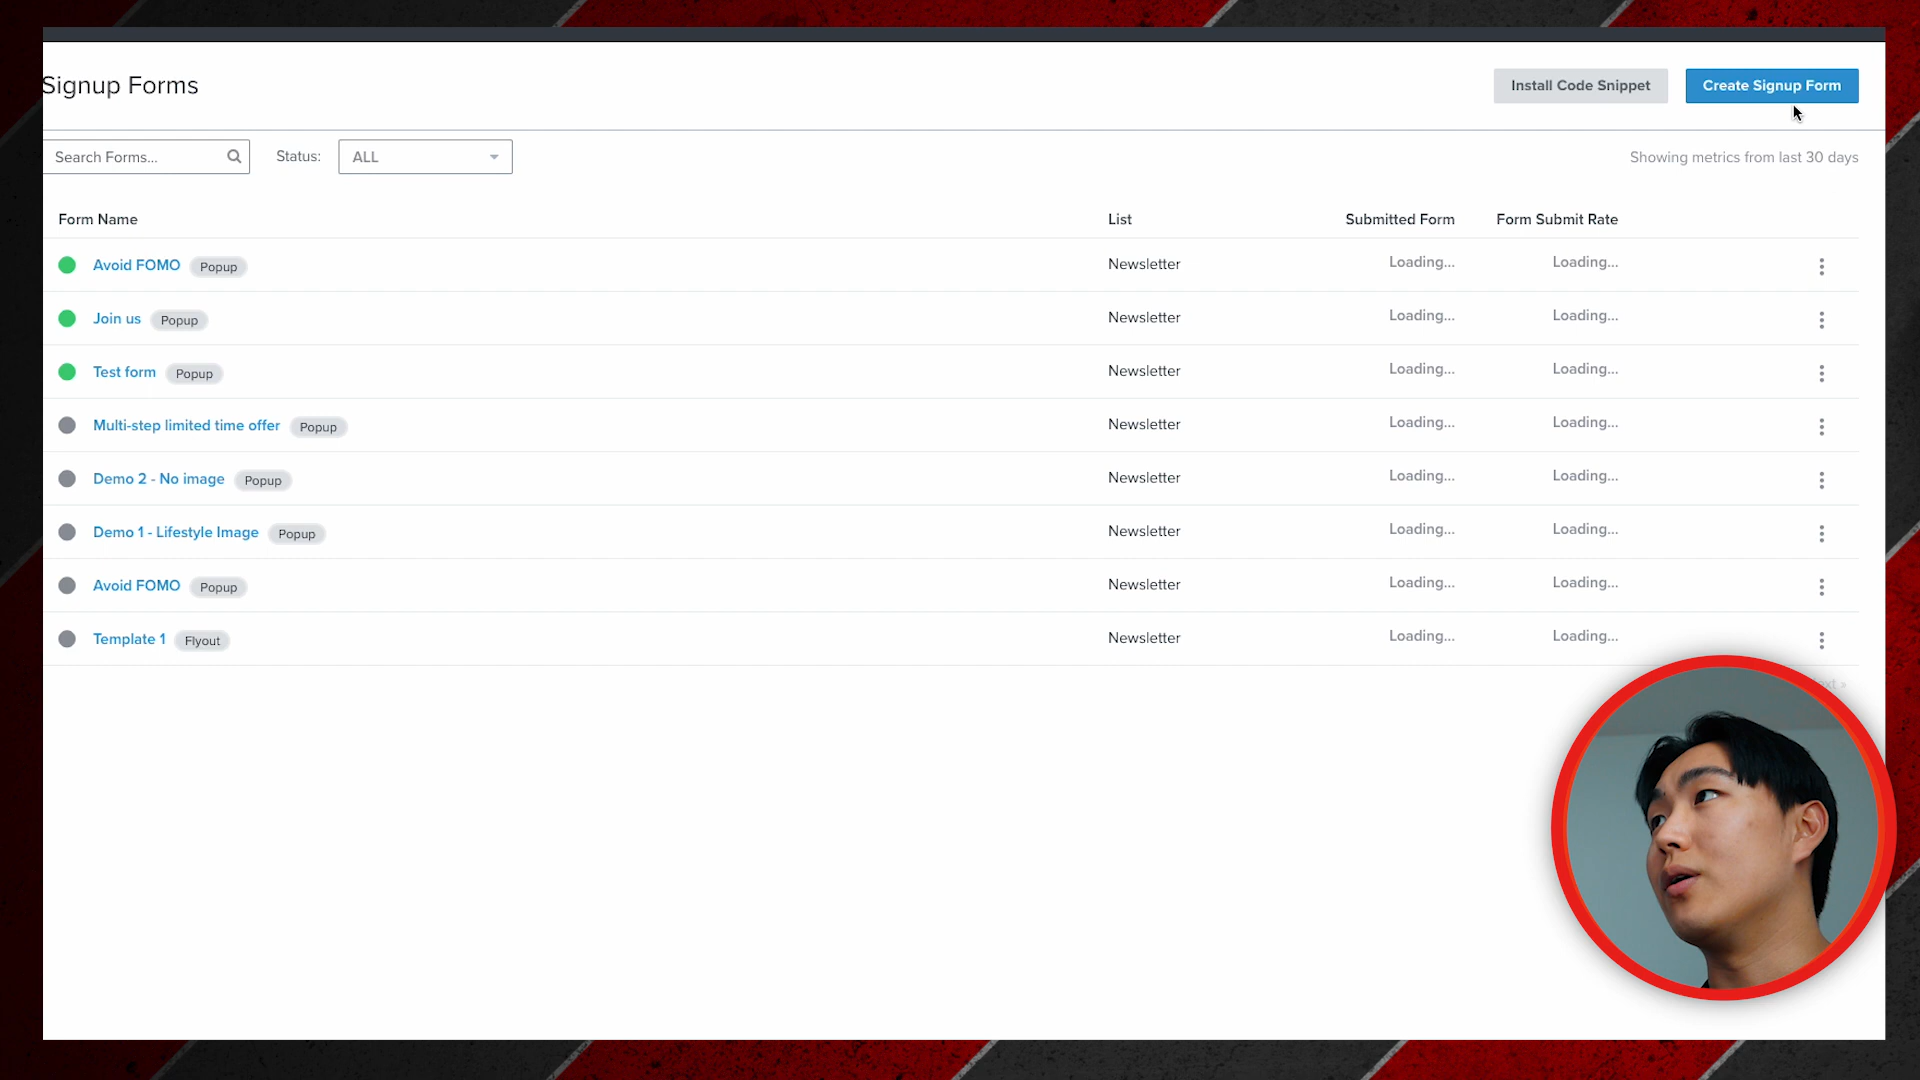 Signup Forms
Install Code Snippet
Create Signup Form
Search Forms...
Status:
ALL
Showing metrics from last 30 days
Form Name
List
Submitted Form
Form Submit Rate
Avoid FOMO
Popup
Newsletter
Loading...
Loading...
Join us
Popup
Newsletter
Loading...
Loading...
Test form
Popup
Newsletter
Loading...
Loading...
Multi-step limited time offer
Popup
Newsletter
Loading...
Loading...
Demo 2 - No image
Popup
Newsletter
Loading...
Loading...
Demo 1 - Lifestyle Image
Popup
Newsletter
Loading...
Loading...
Avoid FOMO
Popup
Newsletter
Loading...
Loading...
Template 1
Flyout
Newsletter
Loading...
Loading...